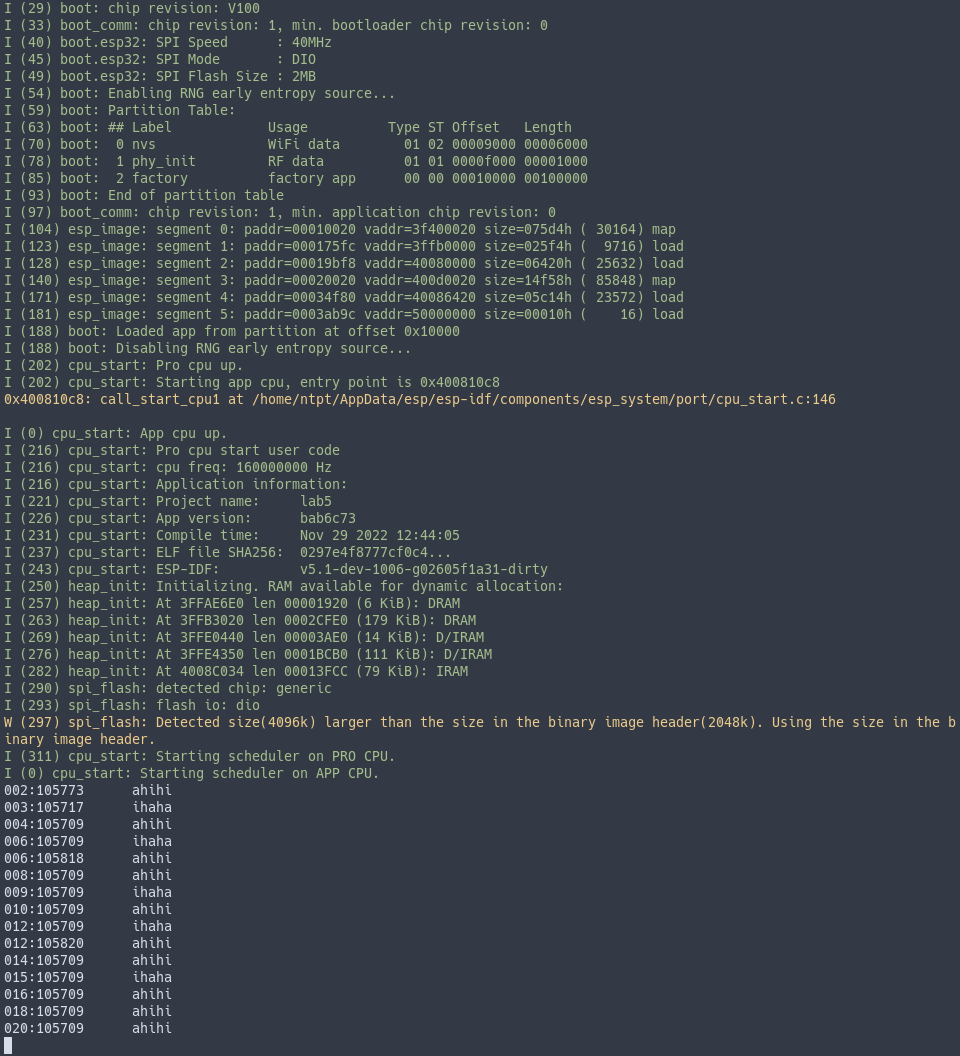 I (29) boot: chip revision: V100
I (33) boot_comm: chip revision: 1, min. bootloader chip revision: 0
I (40) boot.esp32: SPI Speed      : 40MHz
I (45) boot.esp32: SPI Mode       : DIO
I (49) boot.esp32: SPI Flash Size : 2MB
I (54) boot: Enabling RNG early entropy source...
I (59) boot: Partition Table:
I (63) boot: ## Label            Usage          Type ST Offset   Length
I (70) boot:  0 nvs              WiFi data        01 02 00009000 00006000
I (78) boot:  1 phy_init         RF data          01 01 0000f000 00001000
I (85) boot:  2 factory          factory app      00 00 00010000 00100000
I (93) boot: End of partition table
I (97) boot_comm: chip revision: 1, min. application chip revision: 0
I (104) esp_image: segment 0: paddr=00010020 vaddr=3f400020 size=075d4h ( 30164) map
I (123) esp_image: segment 1: paddr=000175fc vaddr=3ffb0000 size=025f4h (  9716) load
I (128) esp_image: segment 2: paddr=00019bf8 vaddr=40080000 size=06420h ( 25632) load
I (140) esp_image: segment 3: paddr=00020020 vaddr=400d0020 size=14f58h ( 85848) map
I (171) esp_image: segment 4: paddr=00034f80 vaddr=40086420 size=05c14h ( 23572) load
I (181) esp_image: segment 5: paddr=0003ab9c vaddr=50000000 size=00010h (    16) load
I (188) boot: Loaded app from partition at offset 0x10000
I (188) boot: Disabling RNG early entropy source...
I (202) cpu_start: Pro cpu up.
I (202) cpu_start: Starting app cpu, entry point is 0x400810c8
0x400810c8: call_start_cpu1 at /home/ntpt/AppData/esp/esp-idf/components/esp_system/port/cpu_start.c:146
I (0) cpu_start: App cpu up.
I (216) cpu_start: Pro cpu start user code
I (216) cpu_start: cpu freq: 160000000 Hz
I (216) cpu_start: Application information:
I (221) cpu_start: Project name:     lab5
I (226) cpu_start: App version:      bab6c73
I (231) cpu_start: Compile time:     Nov 29 2022 12:44:05
I (237) cpu_start: ELF file SHA256:  0297e4f8777cf0c4...
I (243) cpu_start: ESP-IDF:          v5.1-dev-1006-g02605f1a31-dirty
I (250) heap_init: Initializing. RAM available for dynamic allocation:
I (257) heap_init: At 3FFAE6E0 len 00001920 (6 KiB): DRAM
I (263) heap_init: At 3FFB3020 len 0002CFE0 (179 KiB): DRAM
I (269) heap_init: At 3FFE0440 len 00003AE0 (14 KiB): D/IRAM
I (276) heap_init: At 3FFE4350 len 0001BCB0 (111 KiB): D/IRAM
I (282) heap_init: At 4008C034 len 00013FCC (79 KiB): IRAM
I (290) spi_flash: detected chip: generic
I (293) spi_flash: flash io: dio
W (297) spi_flash: Detected size(4096k) larger than the size in the binary image header(2048k). Using the size in the b
inary image header.
I (311) cpu_start: Starting scheduler on PRO CPU.
I (0) cpu_start: Starting scheduler on APP CPU.
002:105773      ahihi
003:105717      ihaha
004:105709      ahihi
006:105709      ihaha
006:105818      ahihi
008:105709      ahihi
009:105709      ihaha
010:105709      ahihi
012:105709      ihaha
012:105820      ahihi
014:105709      ahihi
015:105709      ihaha
016:105709      ahihi
018:105709      ahihi
020:105709      ahihi